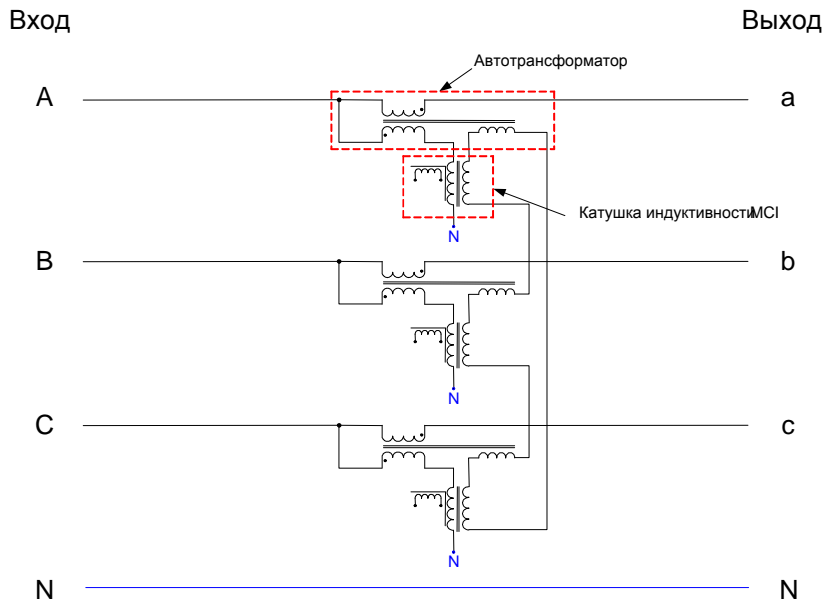 Вход
Выход
Автотрансформатор
A
a
Катушка индуктивностиMCI
N
B
b
N
C
c
N
N
N